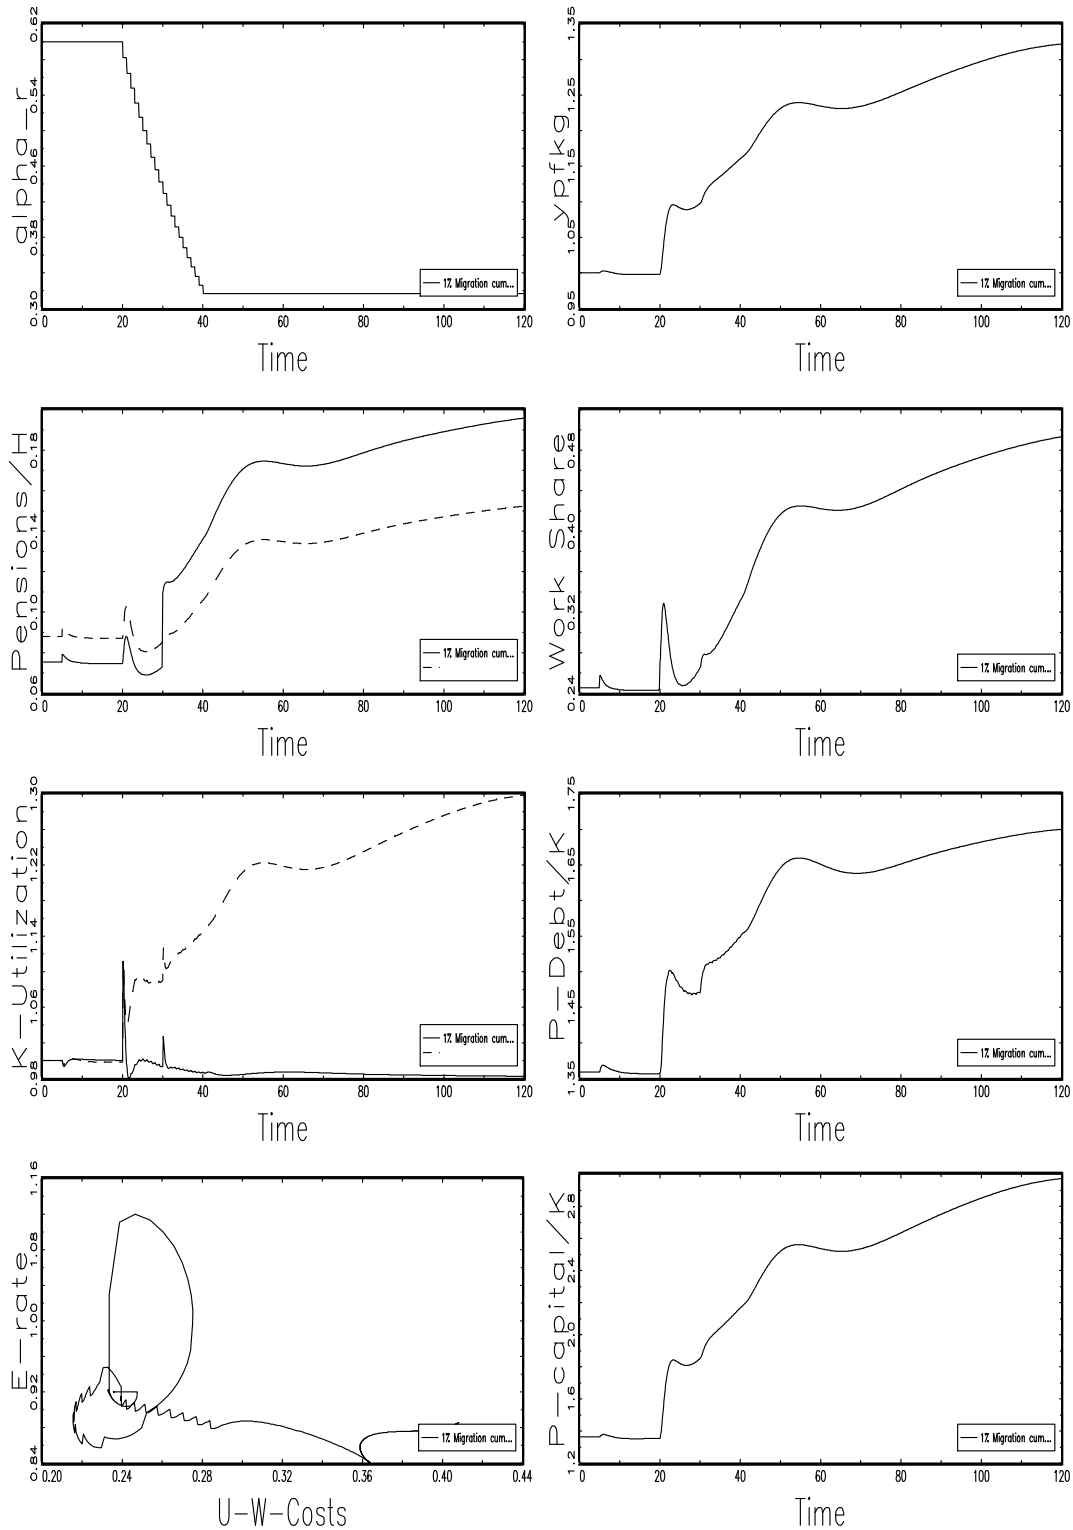 alpha-r
0.62
0.54
0.46
0.38
0.30
1% Migration cum...
0 20 40 60 80 100 120
Time
ypfkg
1.35
1.25
1.15
1.05
0.95
1% Migration cum...
0 20 40 60 80 100 120
Time
Pensions/H
0.18
0.14
0.10
0.06
1% Migration cum...
0 20 40 60 80 100 120
Time
Work Share
0.48
0.40
0.32
0.24
1% Migration cum...
0 20 40 60 80 100 120
Time
K-Utilization
1.30
1.22
1.14
1.06
0.98
1% Migration cum...
0 20 40 60 80 100 120
Time
P-Debt/K
1.75
1.65
1.55
1.45
1.35
1% Migration cum...
0 20 40 60 80 100 120
Time
E-rate
1.16
1.08
1.00
0.92
0.84
1% Migration cum...
0.20 0.24 0.28 0.32 0.36 0.40 0.44
U-W-Costs
P-capital/K
2.8
2.4
2.0
1.6
1.2
1% Migration cum...
0 20 40 60 80 100 120
Time